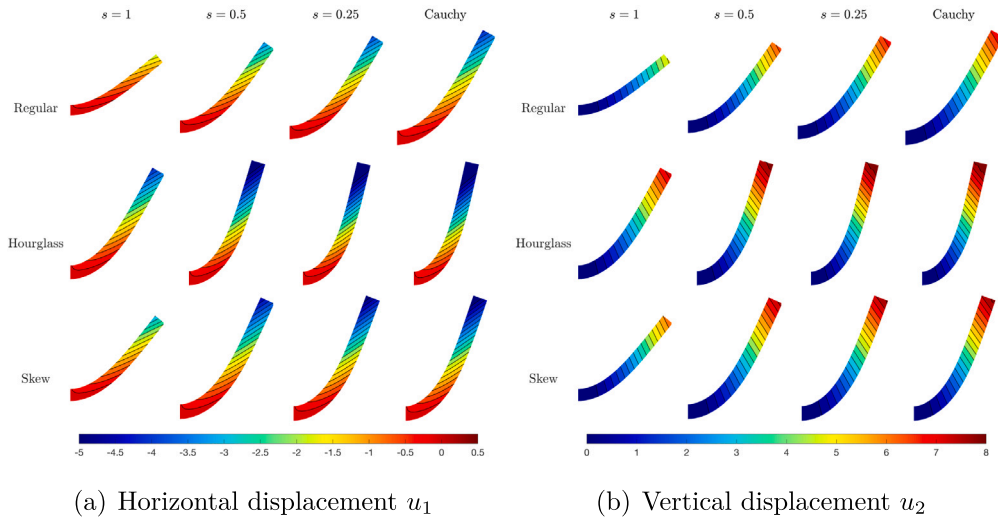 s = 1 s = 0.5 s = 0.25 Cauchy
Regular
Hourglass
Skew
-5 -4.5 -4 -3.5 -3 -2.5 -2 -1.5 -1 -0.5 0 0.5
(a) Horizontal displacement u₁
s = 1 s = 0.5 s = 0.25 Cauchy
Regular
Hourglass
Skew
0 1 2 3 4 5 6 7 8
(b) Vertical displacement u₂